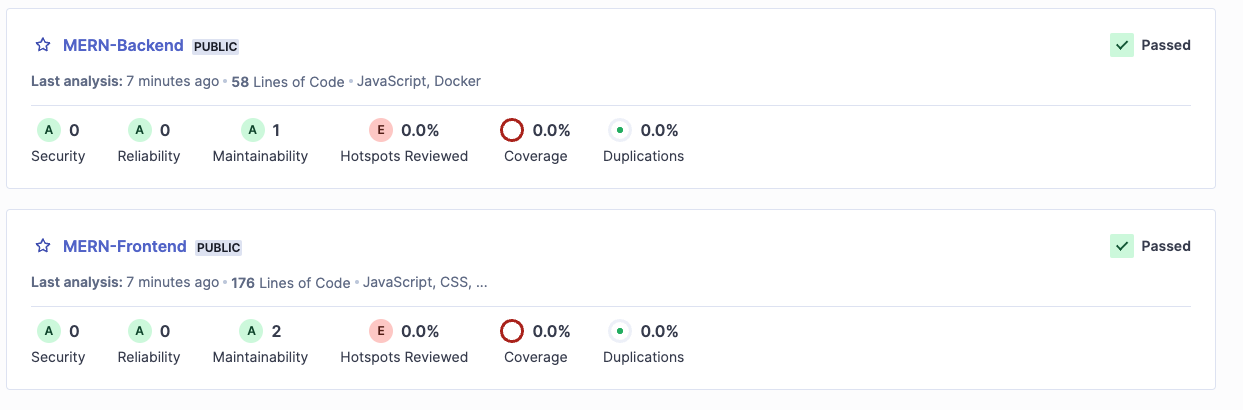 MERN-Backend PUBLIC Passed
Last analysis: 7 minutes ago • 58 Lines of Code • JavaScript, Docker
A 0 A 0 A 1 E 0.0% 0.0% 0.0%
Security Reliability Maintainability Hotspots Reviewed Coverage Duplications
MERN-Frontend PUBLIC Passed
Last analysis: 7 minutes ago • 176 Lines of Code • JavaScript, CSS, ...
A 0 A 0 A 2 E 0.0% 0.0% 0.0%
Security Reliability Maintainability Hotspots Reviewed Coverage Duplications